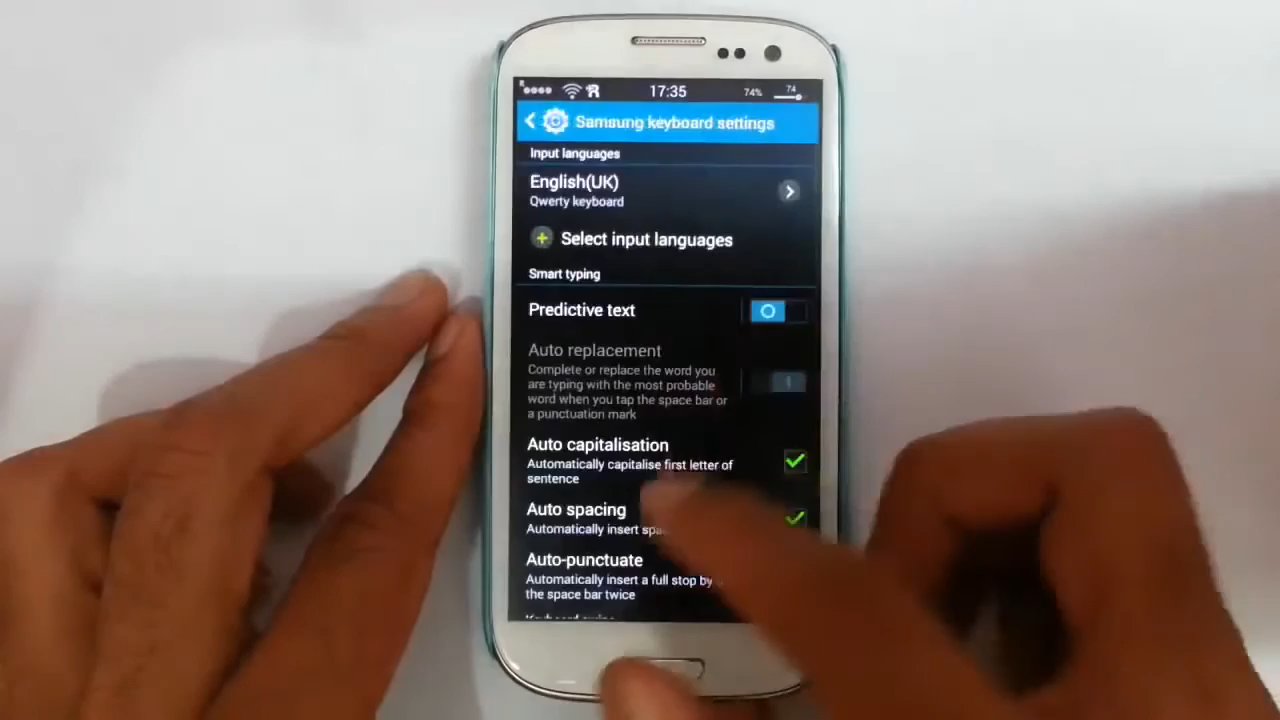 17:35
74%
74
Samsung keyboard settings
Input languages
English(UK)
Qwerty keyboard
Select input languages
Smart typing
Predictive text
Auto replacement
Complete or replace the word you
are typing with the most probable
word when you tap the space bar or
a punctuation mark
Auto capitalisation
Automatically capitalise first letter of
sentence
Auto spacing
Automatically insert
Auto-punctuate
Automatically insert a full stop by
the space bar twice